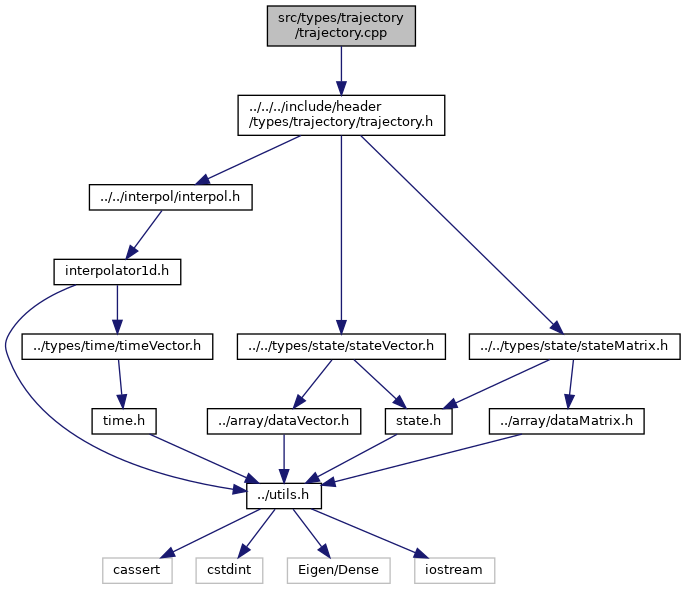 src/types/trajectory
/trajectory.cpp
../../../include/header
/types/trajectory/trajectory.h
../../interpol/interpol.h
interpolator1d.h
../types/time/timeVector.h
../../types/state/stateVector.h
../../types/state/stateMatrix.h
time.h
../array/dataVector.h
state.h
../array/dataMatrix.h
../utils.h
cassert
cstdint
Eigen/Dense
iostream